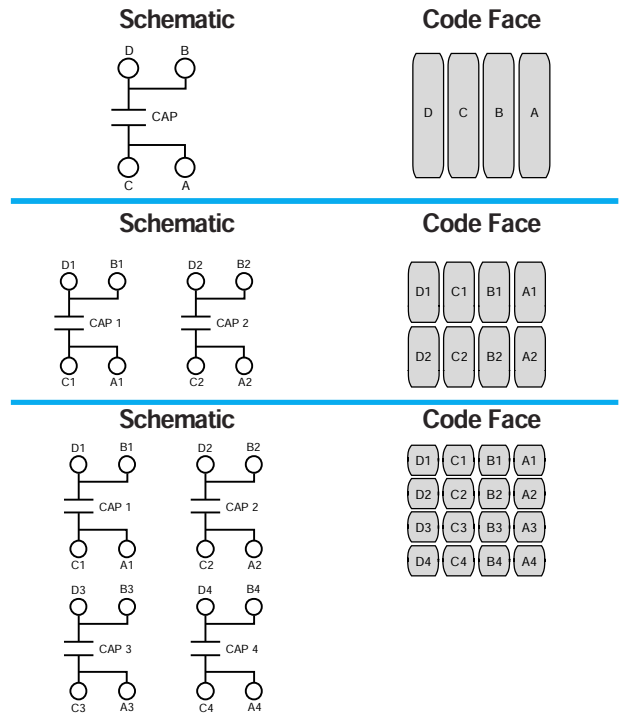 Schematic Code Face
D B
CAP
C A
D C B A
Schematic Code Face
D1 B1 D2 B2
CAP 1 CAP 2
C1 A1 C2 A2
D1 C1 B1 A1
D2 C2 B2 A2
Schematic Code Face
D1 B1 D2 B2
CAP 1 CAP 2
C1 A1 C2 A2
D3 B3 D4 B4
CAP 3 CAP 4
C3 A3 C4 A4
D1 C1 B1 A1
D2 C2 B2 A2
D3 C3 B3 A3
D4 C4 B4 A4